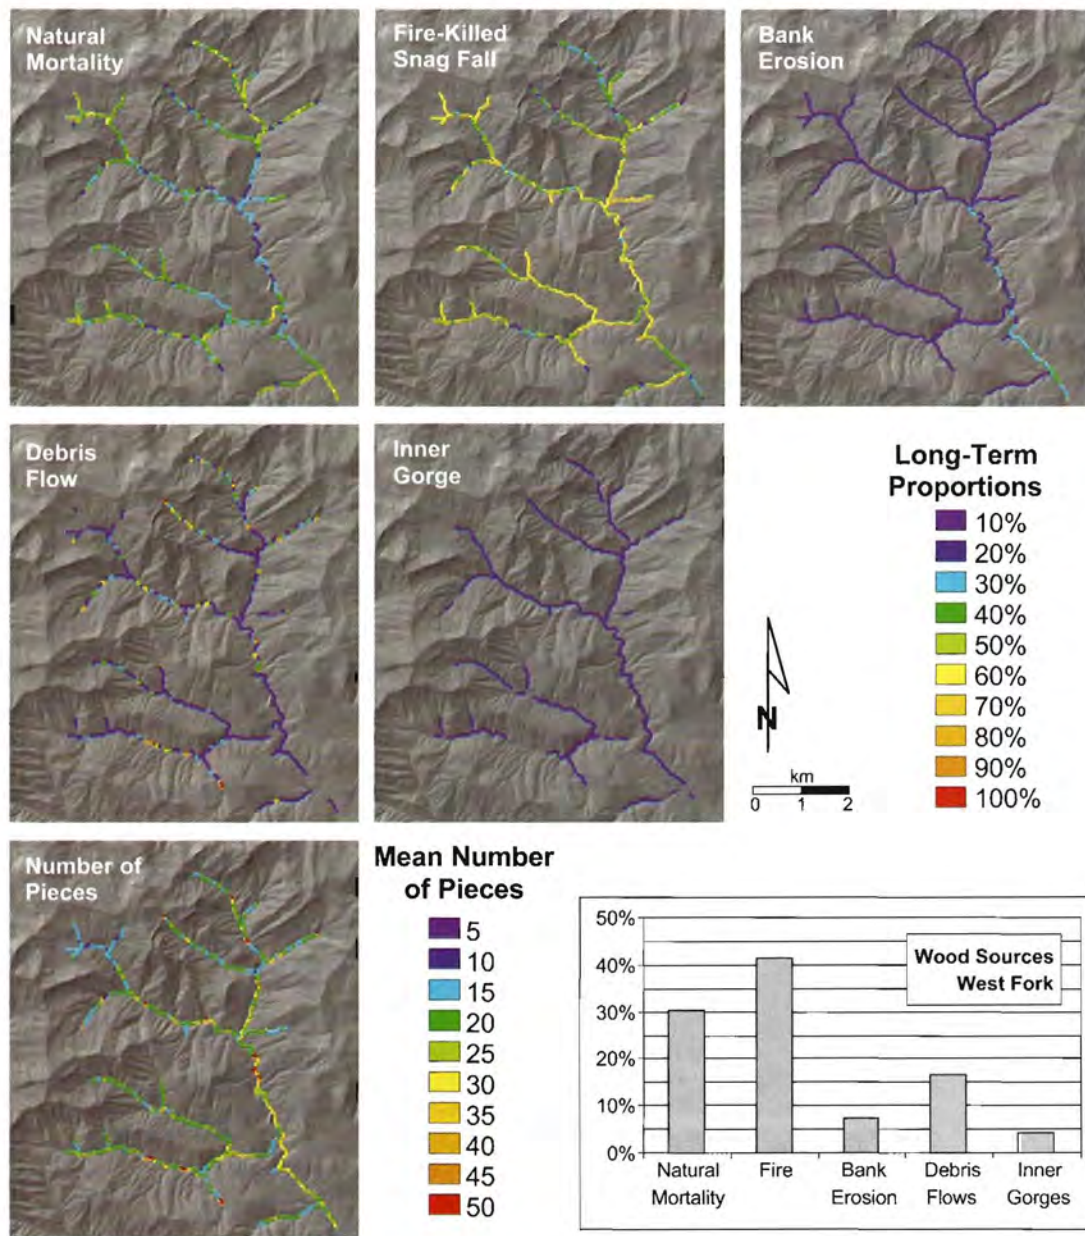 Natural
Mortality
Fire-Killed
Snag Fall
Bank
Erosion
Debris
Flow
Inner
Gorge
Long-Term
Proportions
10%
20%
30%
40%
50%
60%
70%
80%
90%
100%
N
km
0 1 2
Number of
Pieces
Mean Number
of Pieces
5
10
15
20
25
30
35
40
45
50
50%
40%
30%
20%
10%
0%
Wood Sources
West Fork
Natural
Mortality
Fire
Bank
Erosion
Debris
Flows
Inner
Gorges